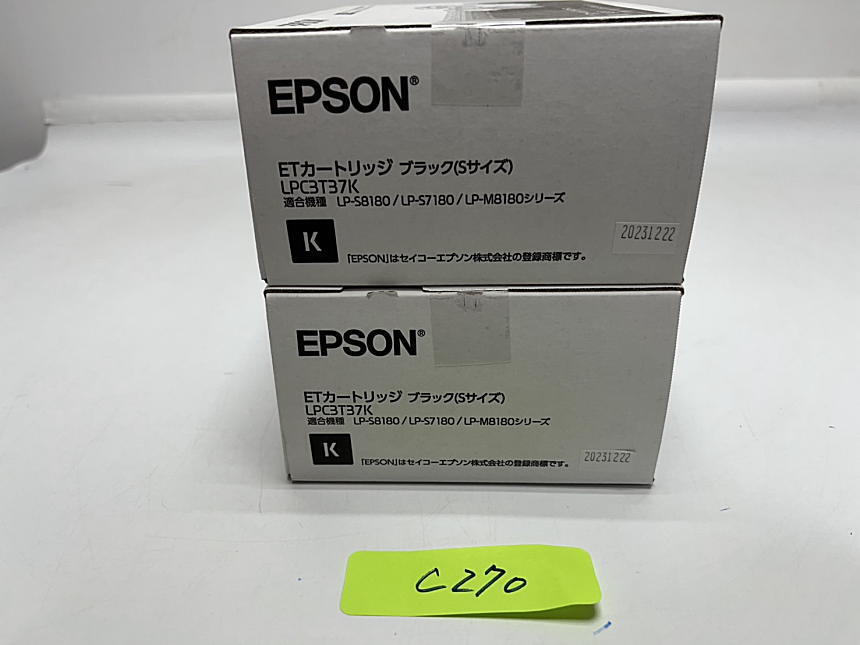 EPSON®
ETカートリッジ ブラック(Sサイズ)
LPC3T37K
適合機種 LP-S8180 / LP-S7180 / LP-M8180シリーズ
K
20231222
「EPSON」はセイコーエプソン株式会社の登録商標です。
EPSON®
ETカートリッジ ブラック(Sサイズ)
LPC3T37K
適合機種 LP-S8180 / LP-S7180 / LP-M8180シリーズ
K
「EPSON」はセイコーエプソン株式会社の登録商標です。
20231222
C270